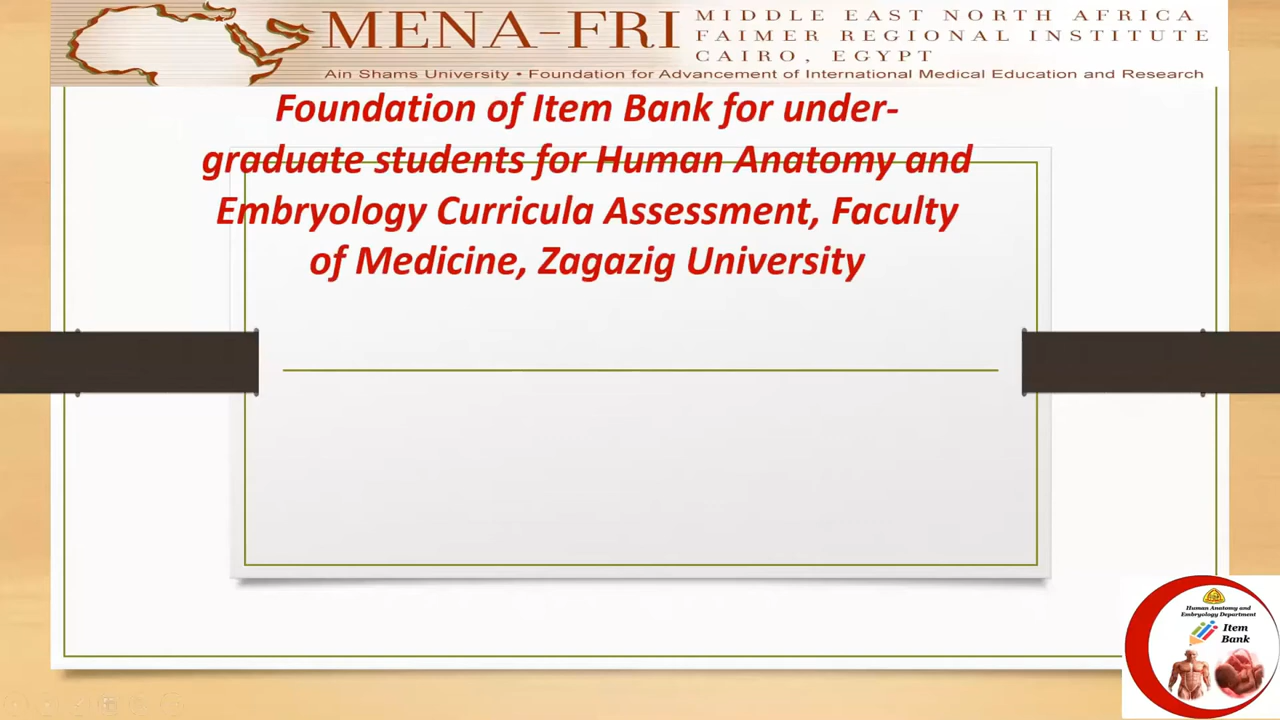 MENA-FRI
MIDDLE EAST NORTH AFRICA
FAIMER REGIONAL INSTITUTE
CAIRO, EGYPT
Ain Shams University • Foundation for Advancement of International Medical Education and Research
Foundation of Item Bank for under-
graduate students for Human Anatomy and
Embryology Curricula Assessment, Faculty
of Medicine, Zagazig University
Human Anatomy and
Embryology Department
Item
Bank